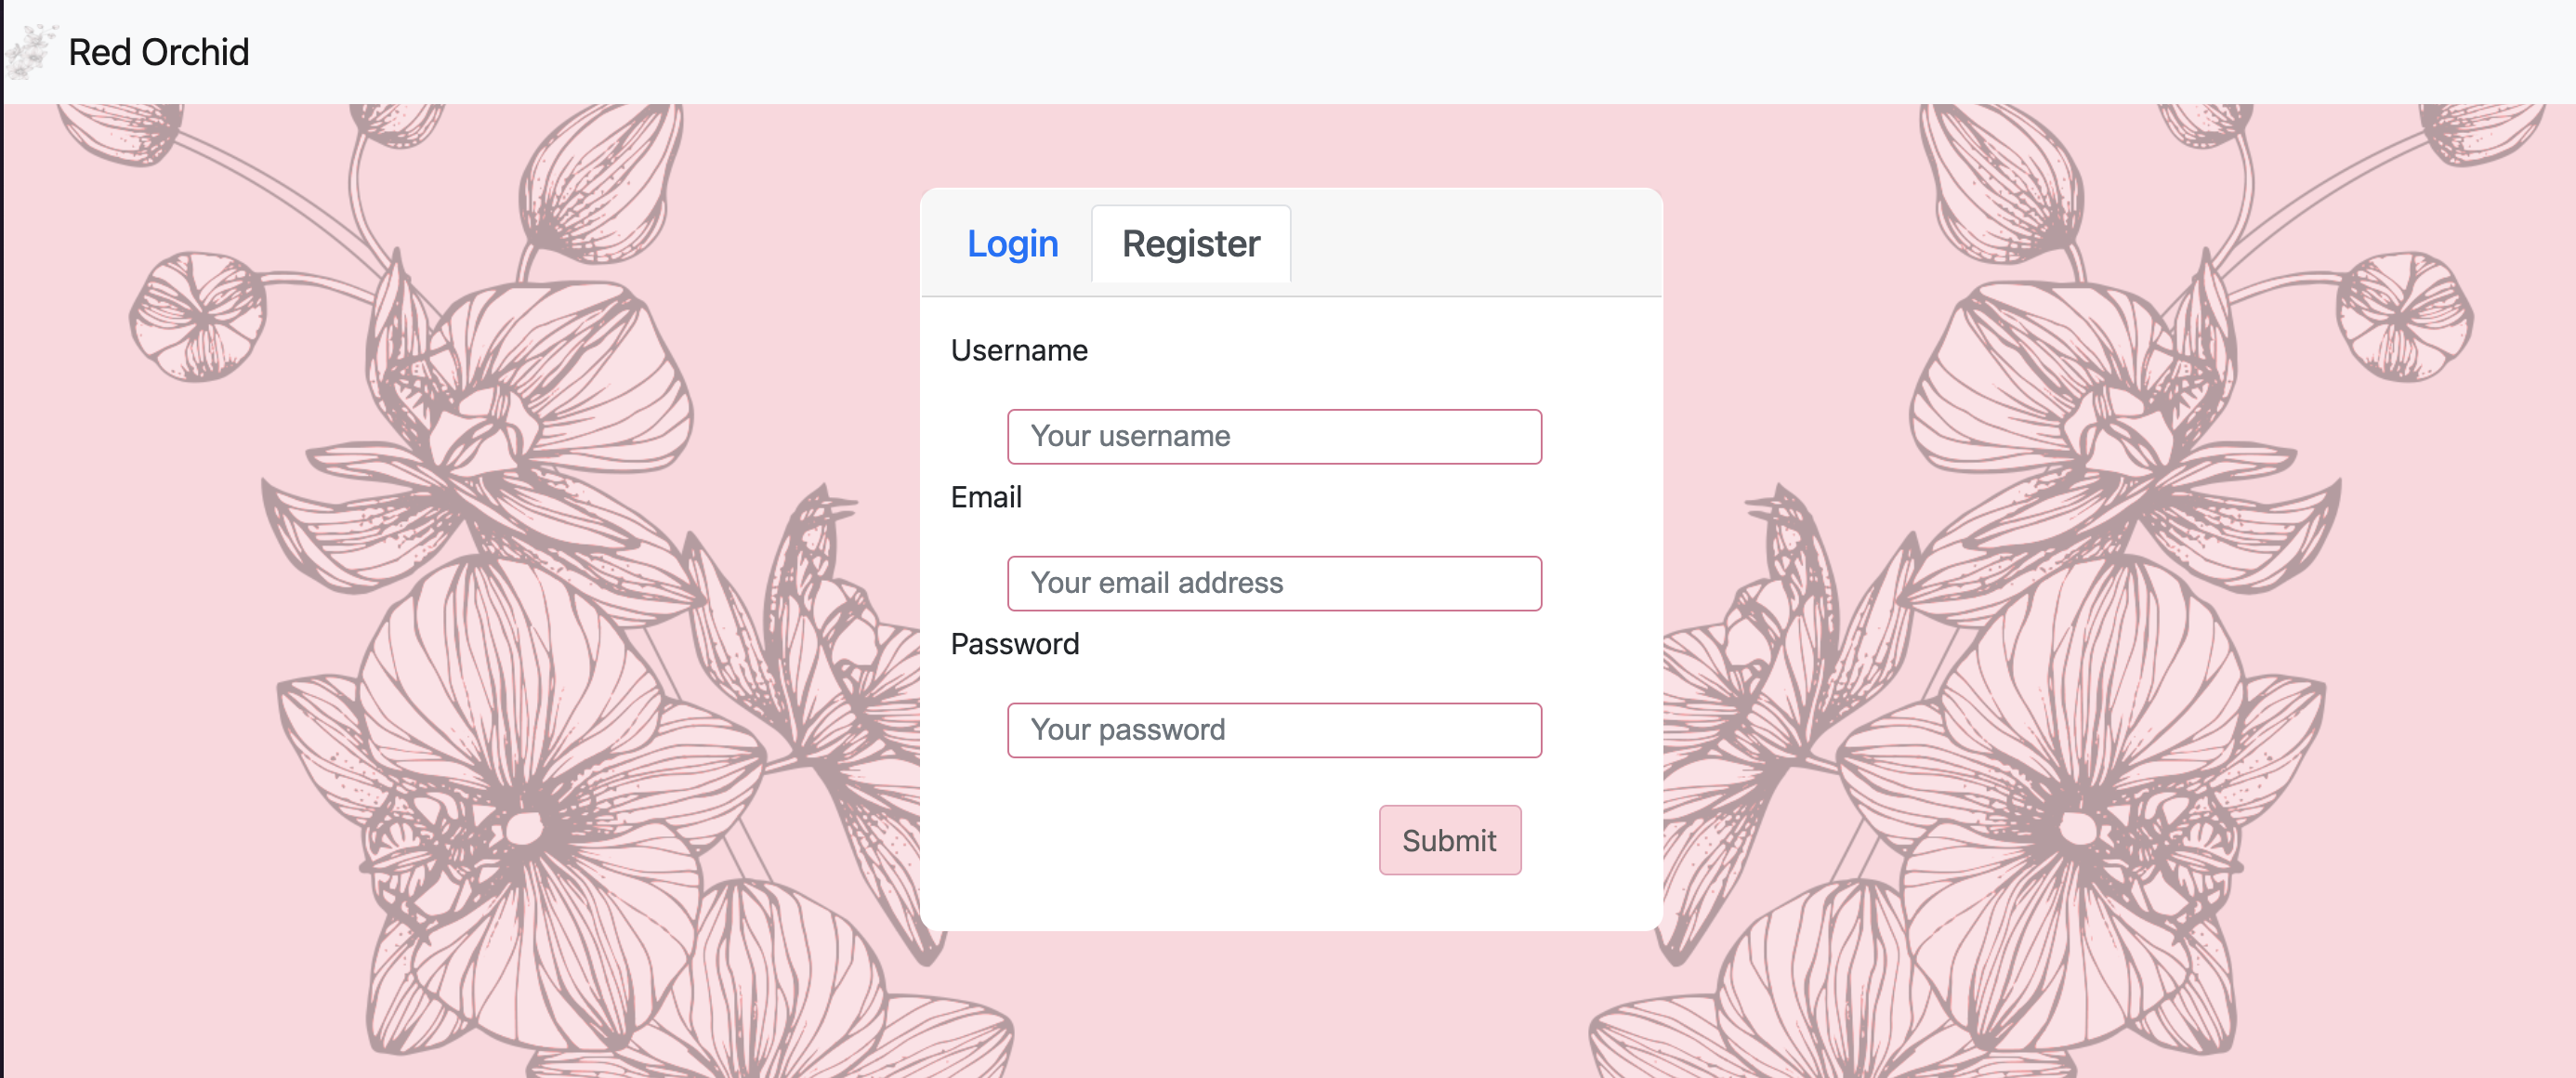 Red Orchid
Login Register
Username
Your username
Email
Your email address
Password
Your password
Submit